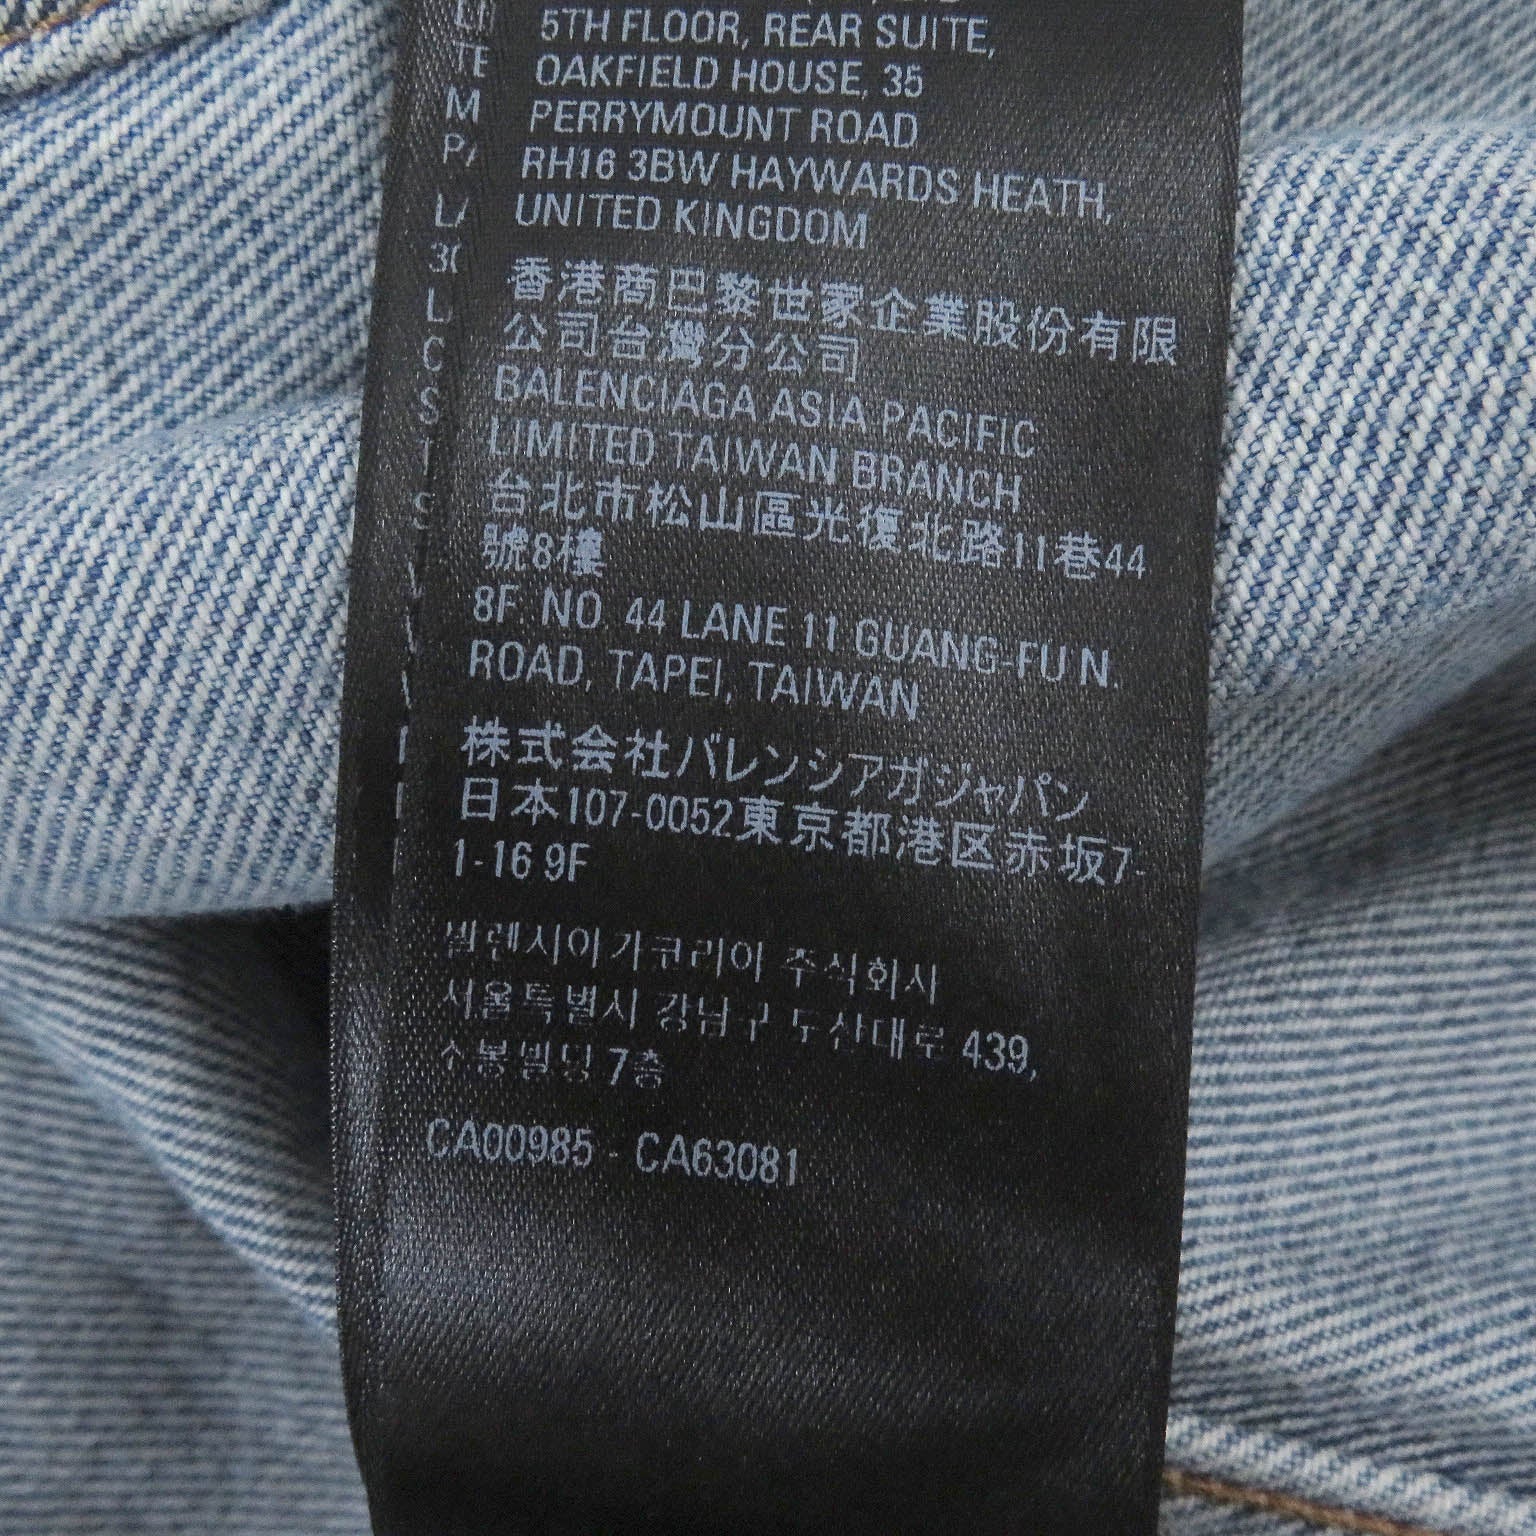 5TH FLOOR, REAR SUITE,
OAKFIELD HOUSE, 35
PERRYMOUNT ROAD
RH16 3BW HAYWARDS HEATH,
UNITED KINGDOM
香港商巴黎世家企業股份有限
公司台灣分公司
BALENCIAGA ASIA PACIFIC
LIMITED TAIWAN BRANCH
台北市松山區光復北路11巷44
號8樓
8F. NO. 44 LANE 11 GUANG-FU N.
ROAD, TAPEI, TAIWAN
株式会社バレンシアガジャパン
日本107-0052東京都港区赤坂7-
1-16 9F
발렌시아가코리아 주식회사
서울특별시 강남구 도산대로 439,
수봉빌딩 7층
CA00985 - CA63081